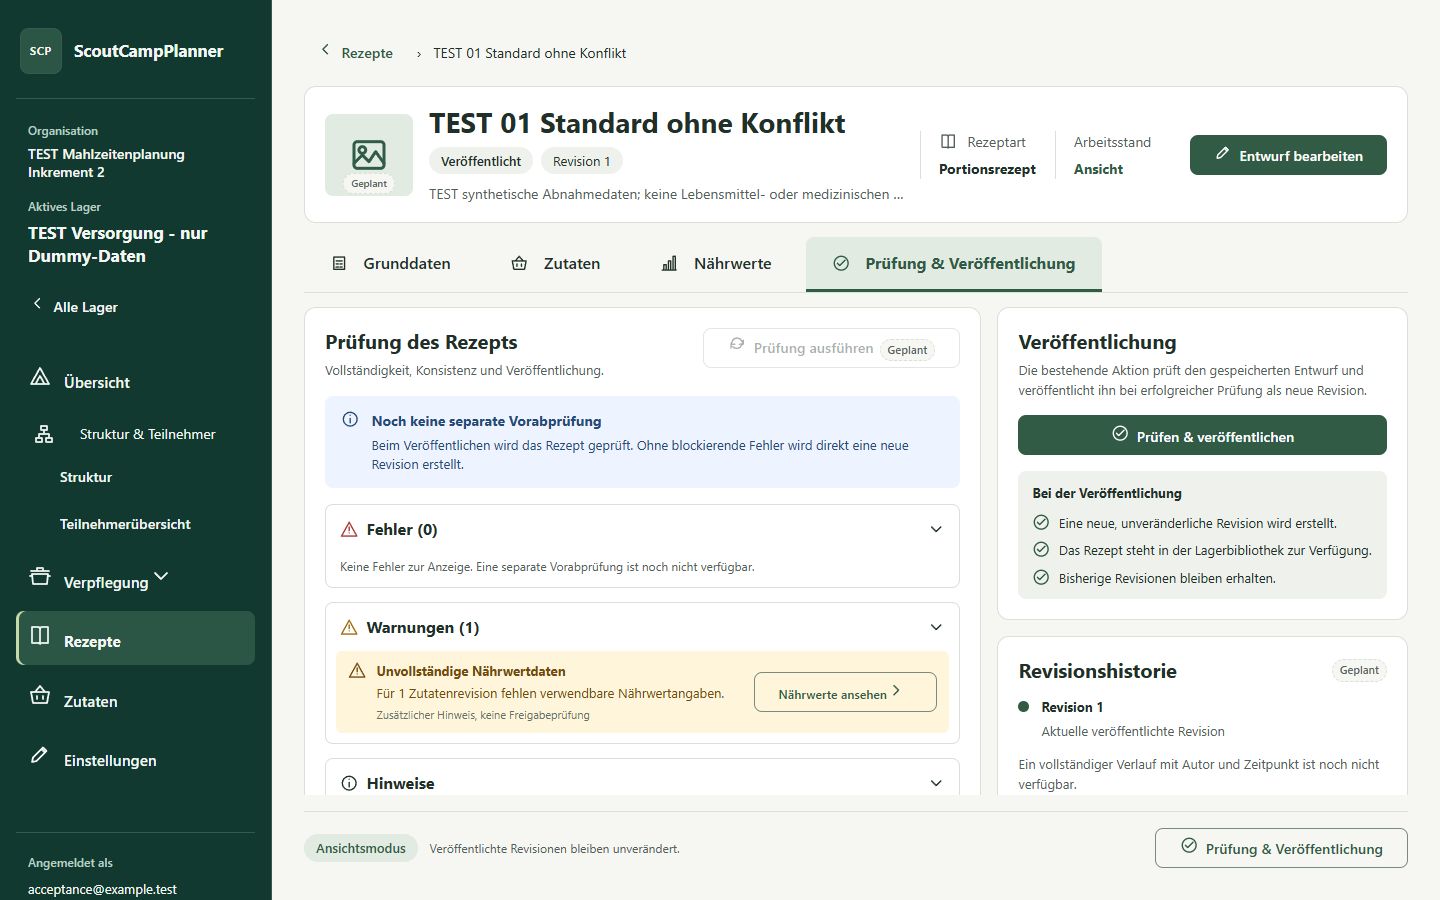 SCP
ScoutCampPlanner
Organisation
TEST Mahlzeitenplanung
Inkrement 2
Aktives Lager
TEST Versorgung - nur
Dummy-Daten
Alle Lager
Übersicht
Struktur & Teilnehmer
Struktur
Teilnehmerübersicht
Verpflegung
Rezepte
Zutaten
Einstellungen
Angemeldet als
acceptance@example.test
Rezepte › TEST 01 Standard ohne Konflikt
Geplant
TEST 01 Standard ohne Konflikt
Veröffentlicht Revision 1
TEST synthetische Abnahmedaten; keine Lebensmittel- oder medizinischen ...
Rezeptart
Portionsrezept
Arbeitsstand
Ansicht
Entwurf bearbeiten
Grunddaten Zutaten Nährwerte Prüfung & Veröffentlichung
Prüfung des Rezepts
Vollständigkeit, Konsistenz und Veröffentlichung.
Prüfung ausführen Geplant
Noch keine separate Vorabprüfung
Beim Veröffentlichen wird das Rezept geprüft. Ohne blockierende Fehler wird direkt eine neue
Revision erstellt.
Fehler (0)
Keine Fehler zur Anzeige. Eine separate Vorabprüfung ist noch nicht verfügbar.
Warnungen (1)
Unvollständige Nährwertdaten
Für 1 Zutatenrevision fehlen verwendbare Nährwertangaben.
Zusätzlicher Hinweis, keine Freigabeprüfung
Nährwerte ansehen
Hinweise
Veröffentlichung
Die bestehende Aktion prüft den gespeicherten Entwurf und
veröffentlicht ihn bei erfolgreicher Prüfung als neue Revision.
Prüfen & veröffentlichen
Bei der Veröffentlichung
Eine neue, unveränderliche Revision wird erstellt.
Das Rezept steht in der Lagerbibliothek zur Verfügung.
Bisherige Revisionen bleiben erhalten.
Revisionshistorie Geplant
Revision 1
Aktuelle veröffentlichte Revision
Ein vollständiger Verlauf mit Autor und Zeitpunkt ist noch nicht
verfügbar.
Ansichtsmodus Veröffentlichte Revisionen bleiben unverändert.
Prüfung & Veröffentlichung